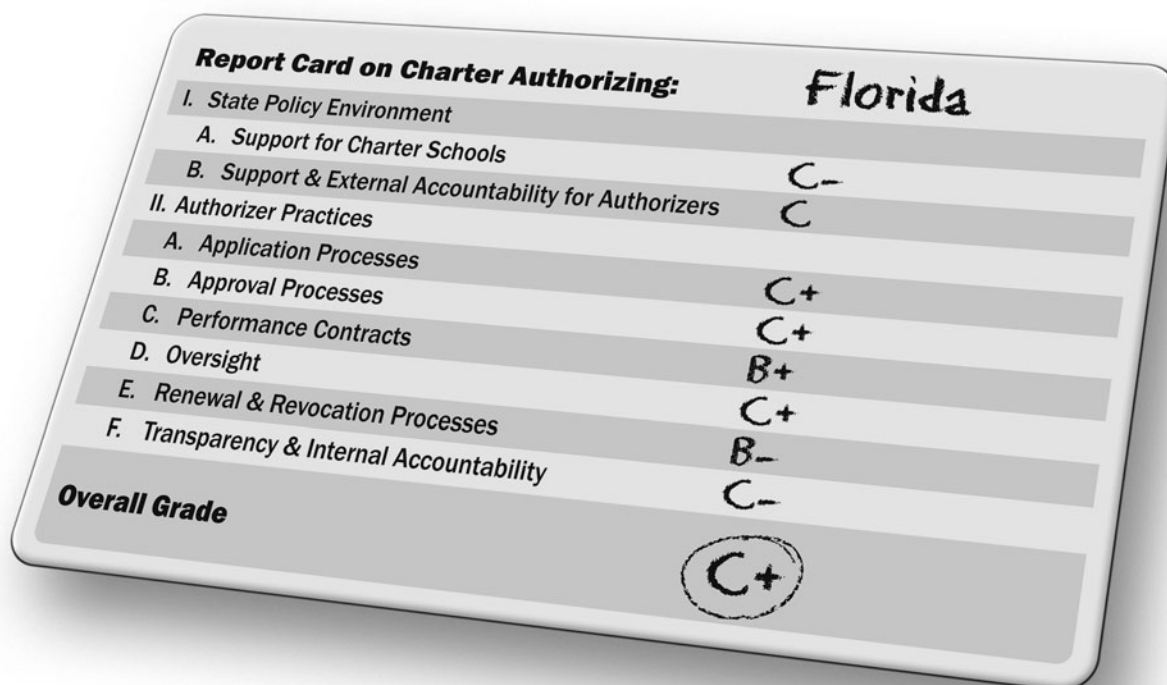 Report Card on Charter Authorizing: Florida
I. State Policy Environment
A. Support for Charter Schools C-
B. Support & External Accountability for Authorizers C
II. Authorizer Practices
A. Application Processes C+
B. Approval Processes C+
C. Performance Contracts B+
D. Oversight C+
E. Renewal & Revocation Processes B-
F. Transparency & Internal Accountability C-
Overall Grade C+